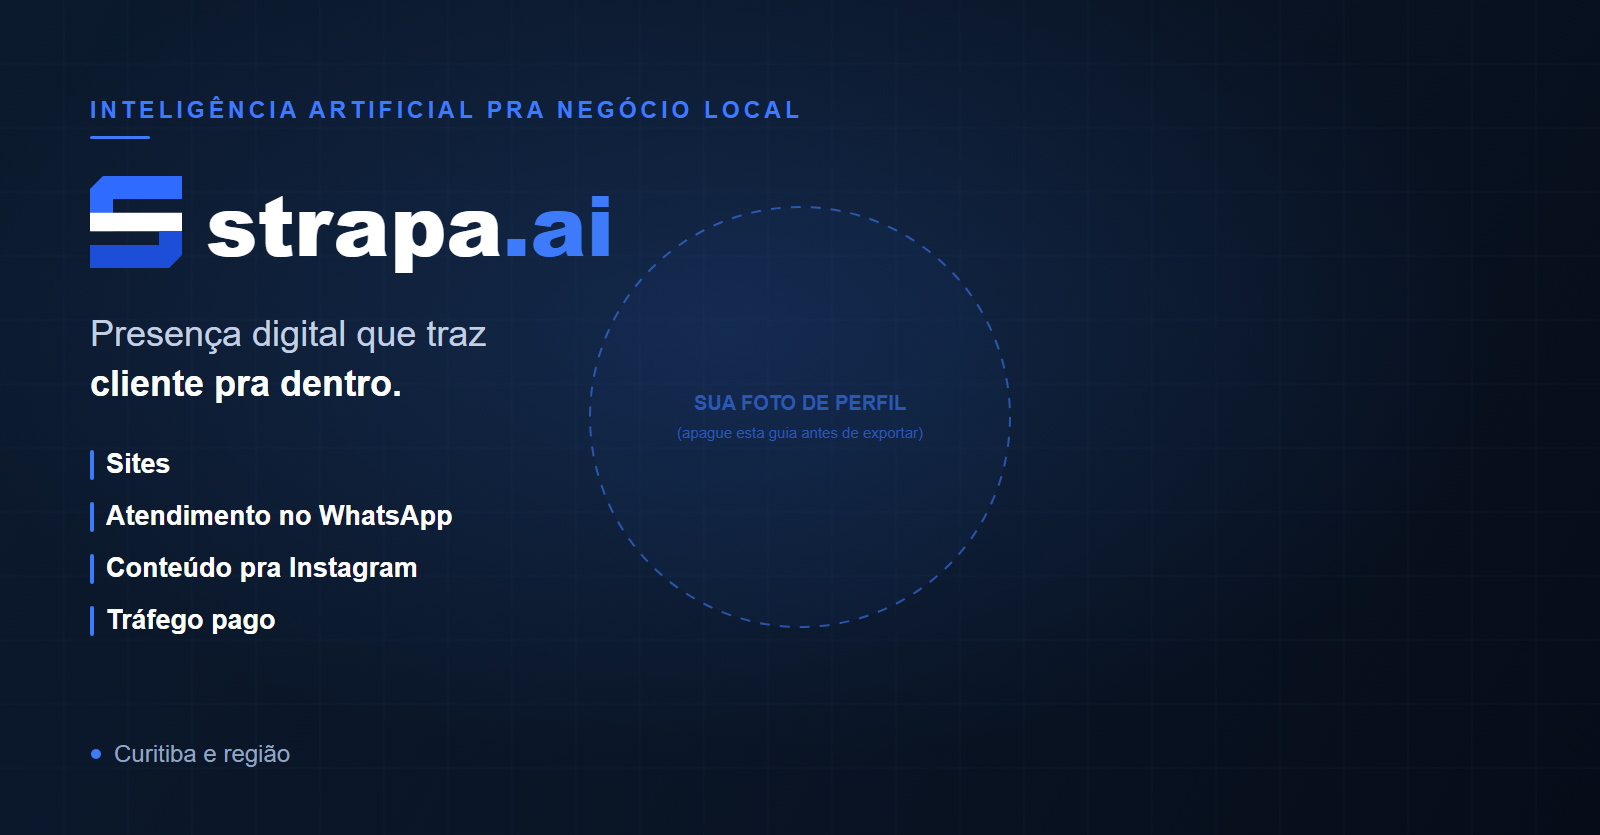 INTELIGÊNCIA ARTIFICIAL PRA NEGÓCIO LOCAL
strapa.ai
Presença digital que traz
cliente pra dentro.
Sites
Atendimento no WhatsApp
Conteúdo pra Instagram
Tráfego pago
Curitiba e região
SUA FOTO DE PERFIL
(apague esta guia antes de exportar)